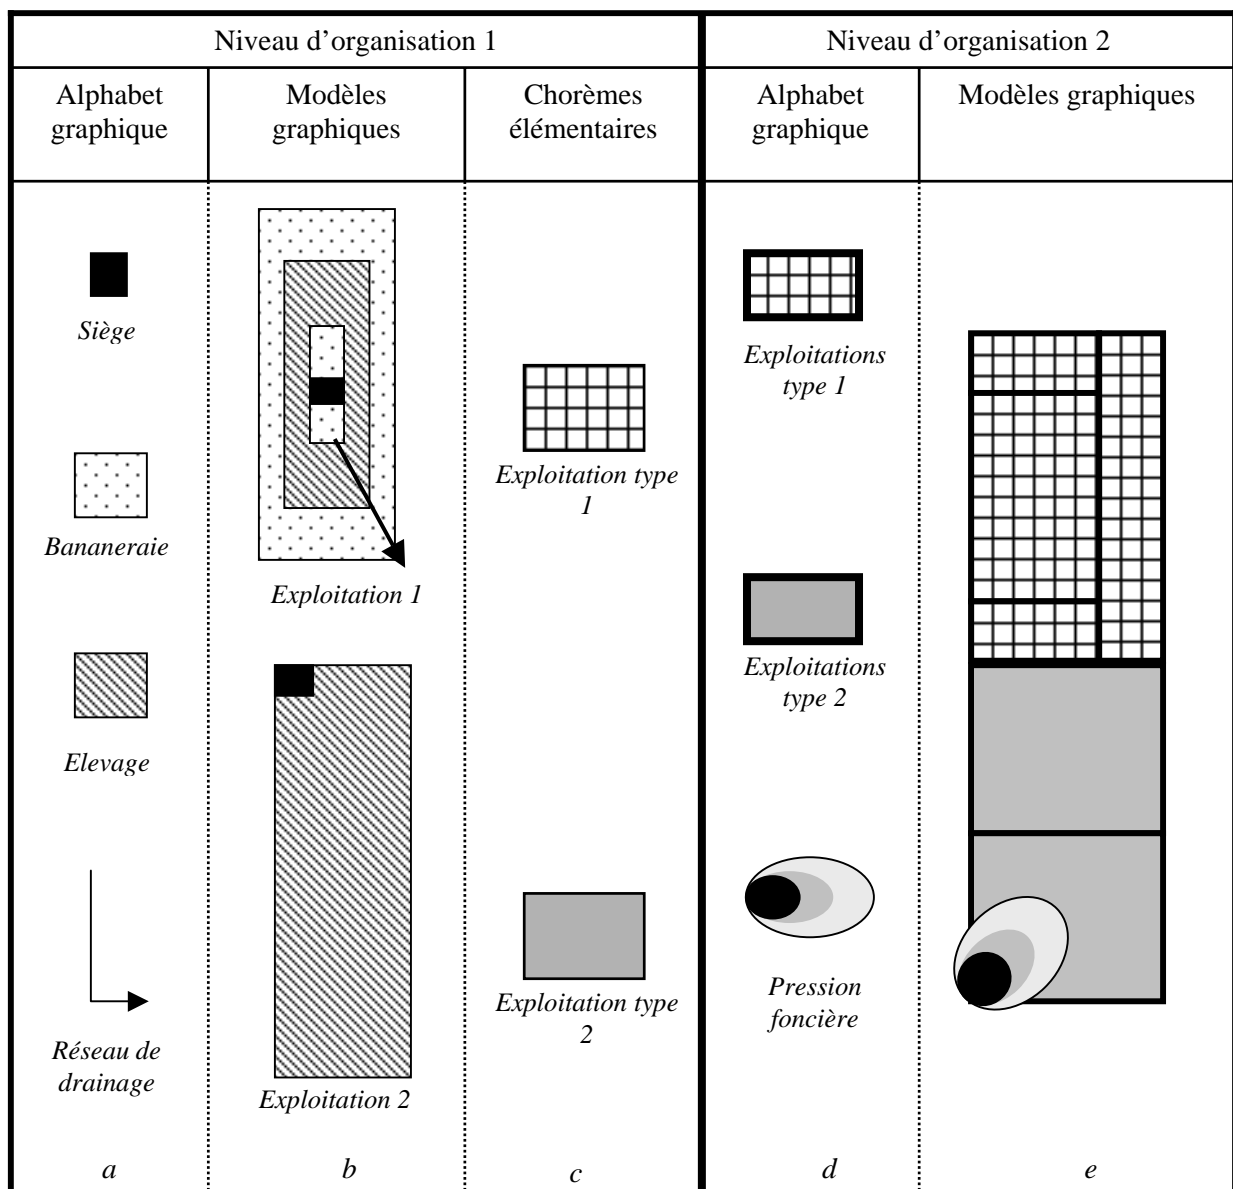 Niveau d’organisation 1
Niveau d’organisation 2
Alphabet
graphique
Modèles
graphiques
Chorèmes
élémentaires
Alphabet
graphique
Modèles graphiques
Siège
Bananeraie
Elevage
Réseau de
drainage
a
Exploitation 1
Exploitation 2
b
Exploitation type
1
Exploitation type
2
c
Exploitations
type 1
Exploitations
type 2
Pression
foncière
d
e